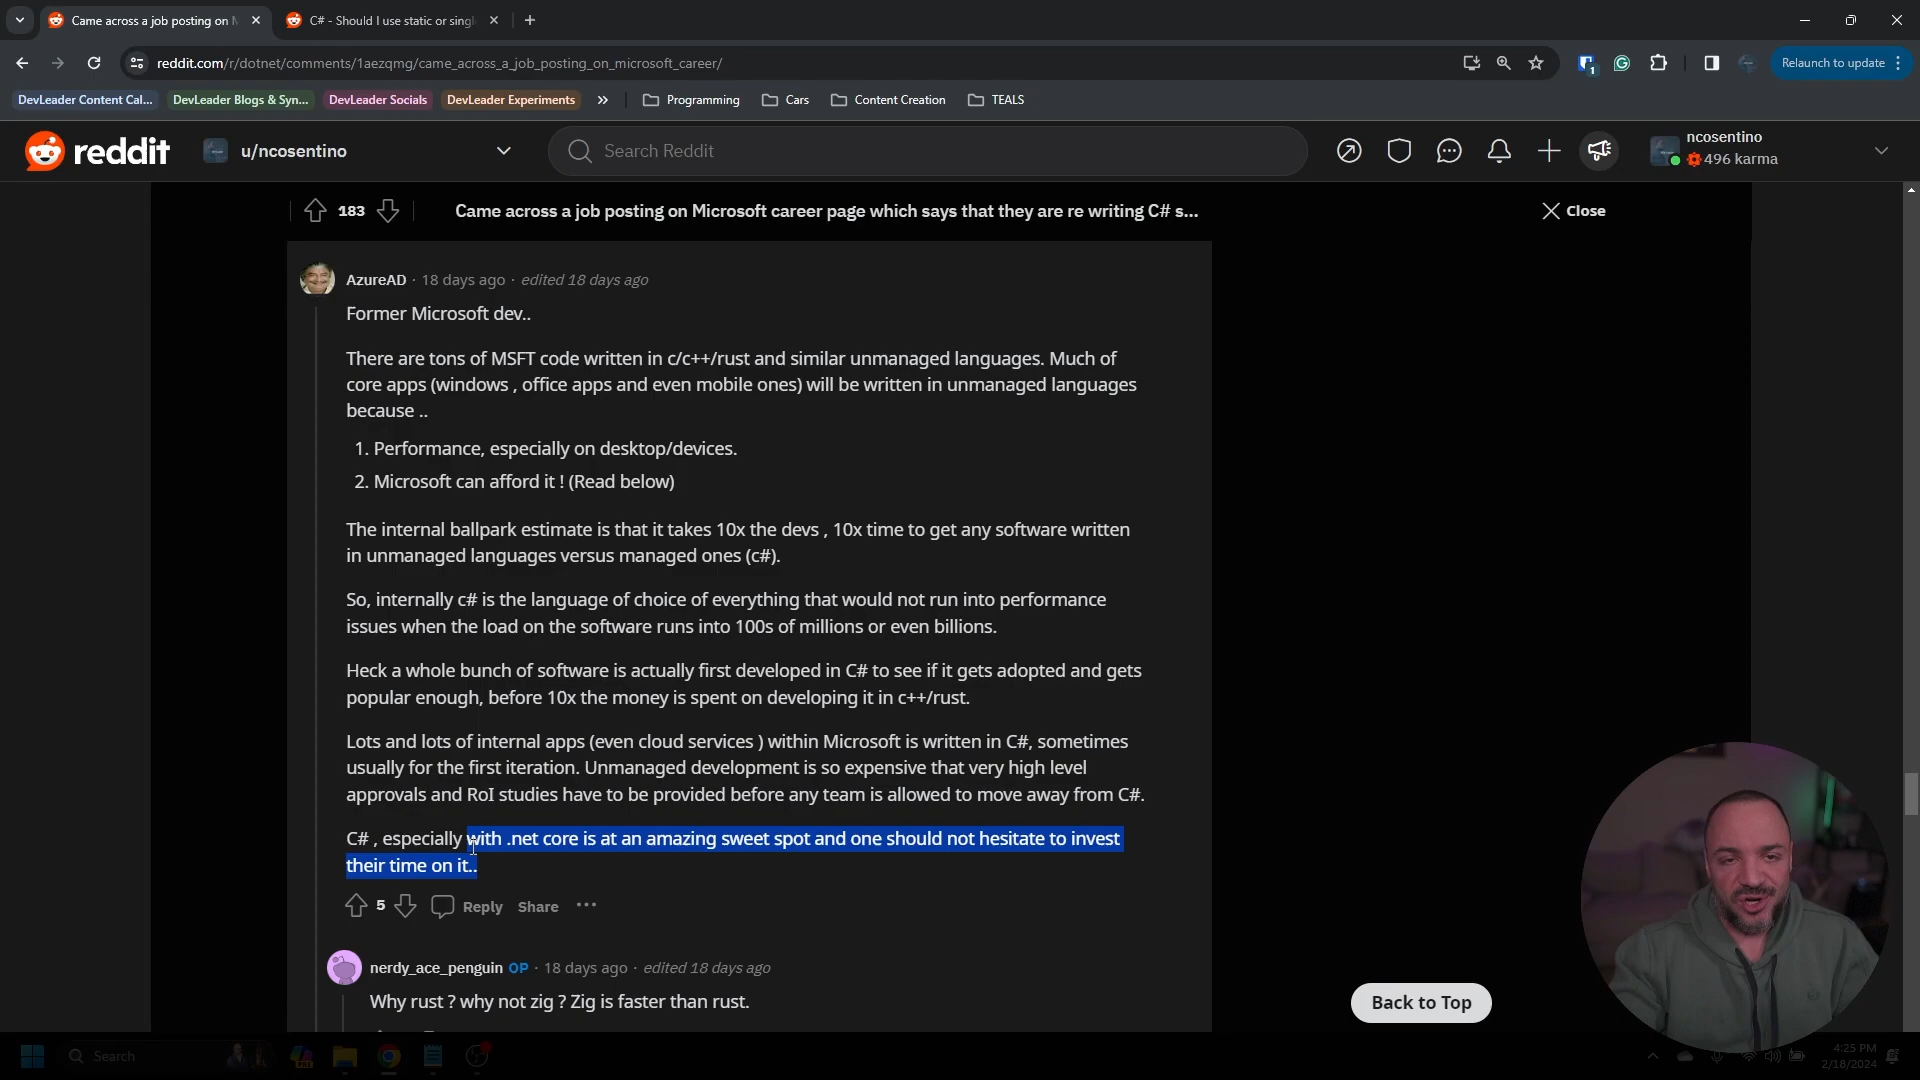 Came across a job posting on M
C# - Should I use static or singl
reddit.com/r/dotnet/comments/1aezqmg/came_across_a_job_posting_on_microsoft_career/
1
Relaunch to update
DevLeader Content Cal...
DevLeader Blogs & Syn...
DevLeader Socials
DevLeader Experiments
»
Programming
Cars
Content Creation
TEALS
reddit
u/ncosentino
Search Reddit
ncosentino
496 karma
183
Came across a job posting on Microsoft career page which says that they are re writing C# s...
Close
AzureAD · 18 days ago · edited 18 days ago
Former Microsoft dev..
There are tons of MSFT code written in c/c++/rust and similar unmanaged languages. Much of
core apps (windows , office apps and even mobile ones) will be written in unmanaged languages
because ..
1. Performance, especially on desktop/devices.
2. Microsoft can afford it ! (Read below)
The internal ballpark estimate is that it takes 10x the devs , 10x time to get any software written
in unmanaged languages versus managed ones (c#).
So, internally c# is the language of choice of everything that would not run into performance
issues when the load on the software runs into 100s of millions or even billions.
Heck a whole bunch of software is actually first developed in C# to see if it gets adopted and gets
popular enough, before 10x the money is spent on developing it in c++/rust.
Lots and lots of internal apps (even cloud services ) within Microsoft is written in C#, sometimes
usually for the first iteration. Unmanaged development is so expensive that very high level
approvals and RoI studies have to be provided before any team is allowed to move away from C#.
C# , especially with .net core is at an amazing sweet spot and one should not hesitate to invest
their time on it..
5
Reply
Share
nerdy_ace_penguin OP · 18 days ago · edited 18 days ago
Why rust ? why not zig ? Zig is faster than rust.
Back to Top
Search
4:25 PM
2/18/2024